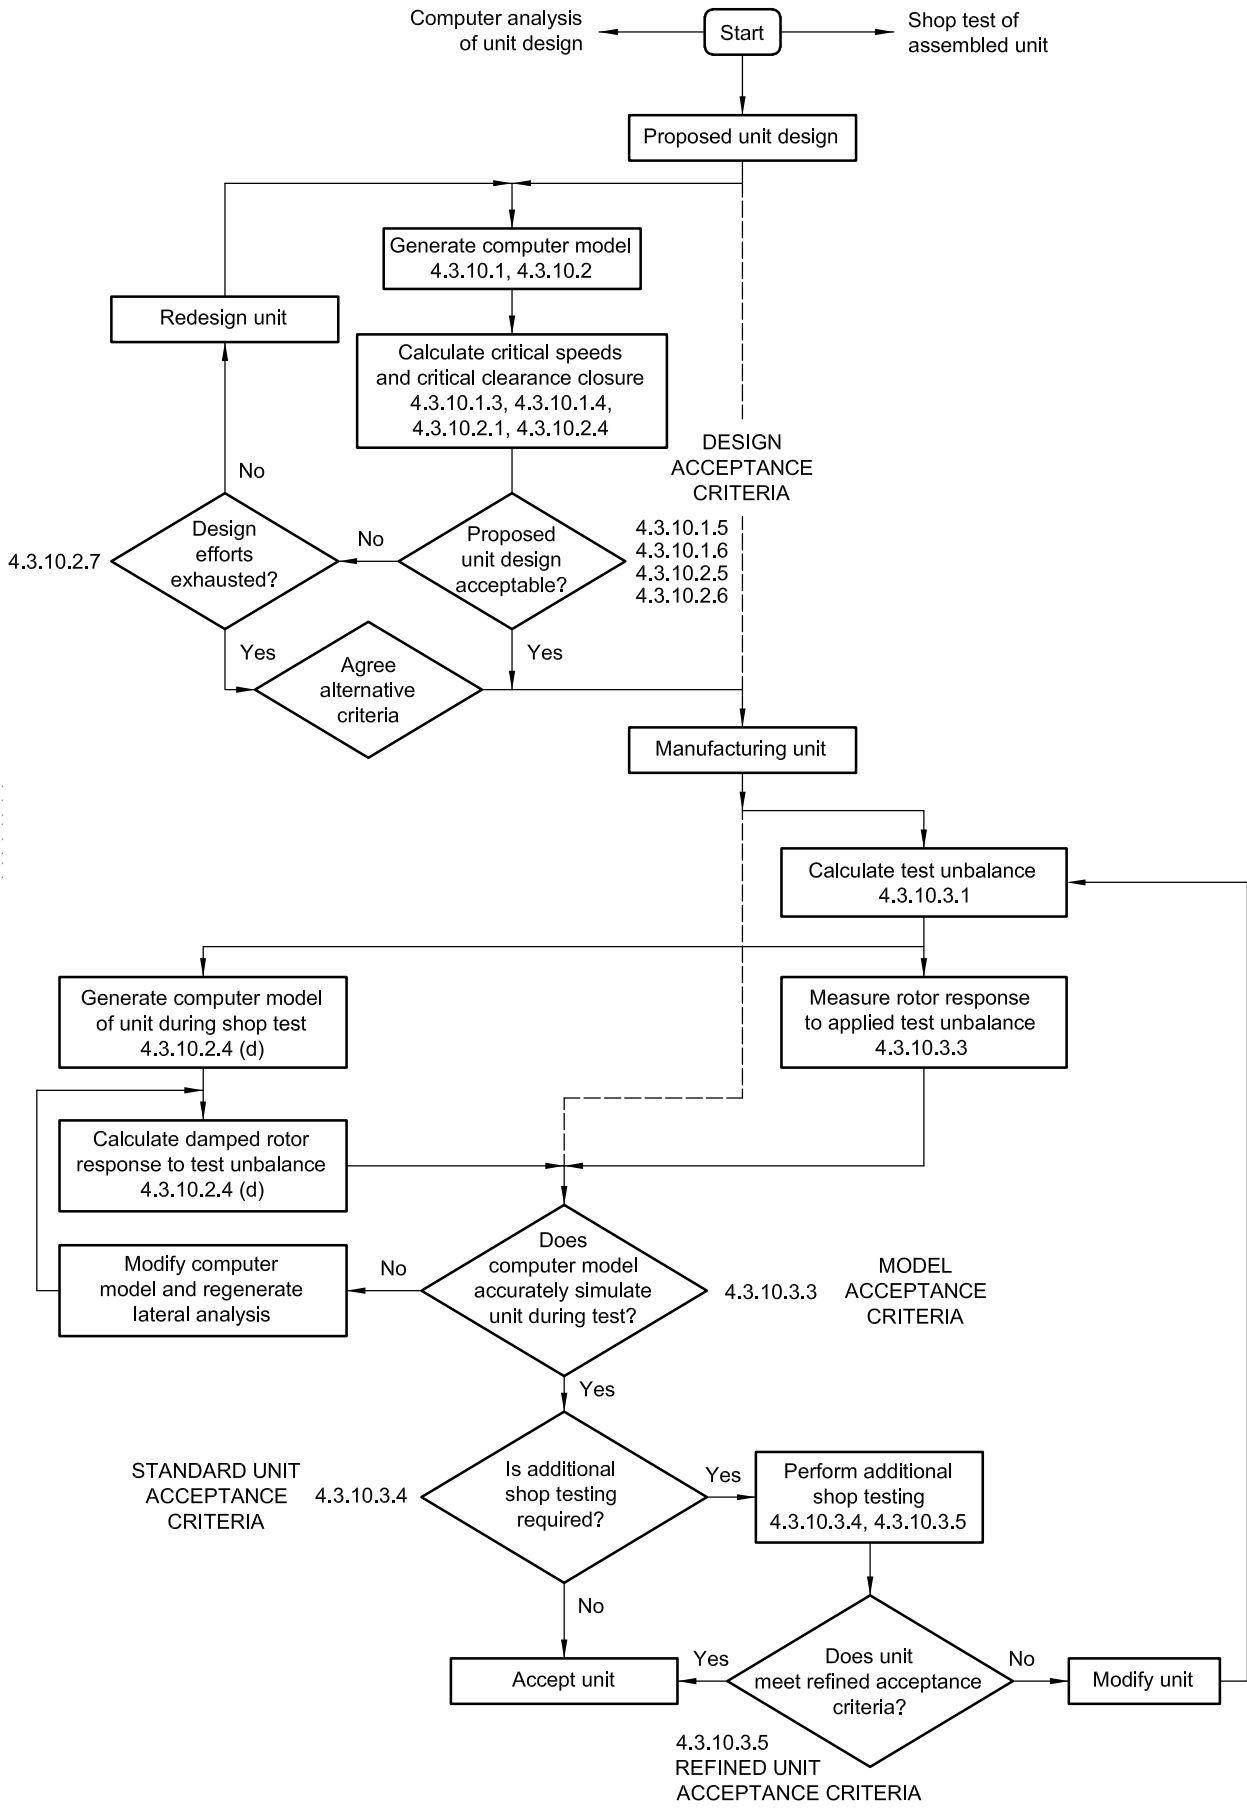 Computer analysis
of unit design
Start
Shop test of
assembled unit
Proposed unit design
Generate computer model
4.3.10.1, 4.3.10.2
Redesign unit
Calculate critical speeds
and critical clearance closure
4.3.10.1.3, 4.3.10.1.4,
4.3.10.2.1, 4.3.10.2.4
DESIGN
ACCEPTANCE
CRITERIA
No
4.3.10.2.7
Design
efforts
exhausted?
No
Proposed
unit design
acceptable?
4.3.10.1.5
4.3.10.1.6
4.3.10.2.5
4.3.10.2.6
Yes
Agree
alternative
criteria
Yes
Manufacturing unit
Calculate test unbalance
4.3.10.3.1
Generate computer model
of unit during shop test
4.3.10.2.4 (d)
Measure rotor response
to applied test unbalance
4.3.10.3.3
Calculate damped rotor
response to test unbalance
4.3.10.2.4 (d)
Modify computer
model and regenerate
lateral analysis
No
Does
computer model
accurately simulate
unit during test?
4.3.10.3.3
MODEL
ACCEPTANCE
CRITERIA
Yes
STANDARD UNIT
ACCEPTANCE
CRITERIA
4.3.10.3.4
Is additional
shop testing
required?
Yes
Perform additional
shop testing
4.3.10.3.4, 4.3.10.3.5
No
Accept unit
Yes
Does unit
meet refined acceptance
criteria?
No
Modify unit
4.3.10.3.5
REFINED UNIT
ACCEPTANCE CRITERIA